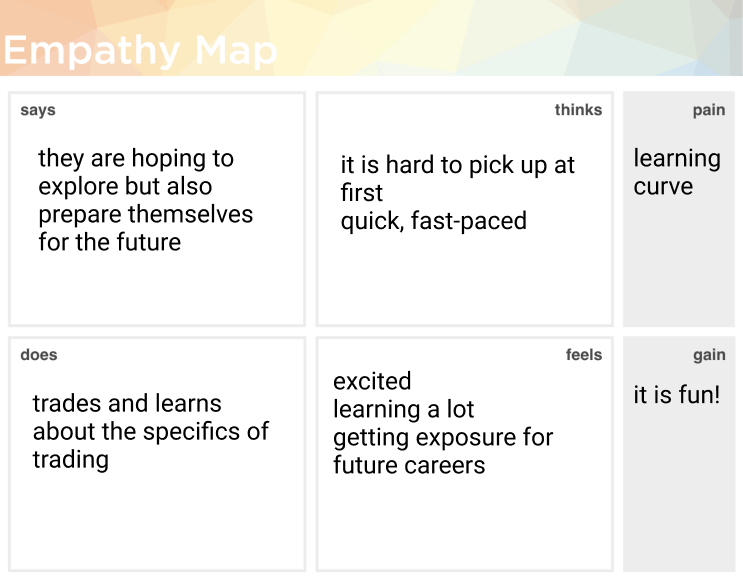 Empathy Map
says
they are hoping to
explore but also
prepare themselves
for the future
thinks
it is hard to pick up at
first
quick, fast-paced
pain
learning
curve
does
trades and learns
about the specifics of
trading
feels
excited
learning a lot
getting exposure for
future careers
gain
it is fun!